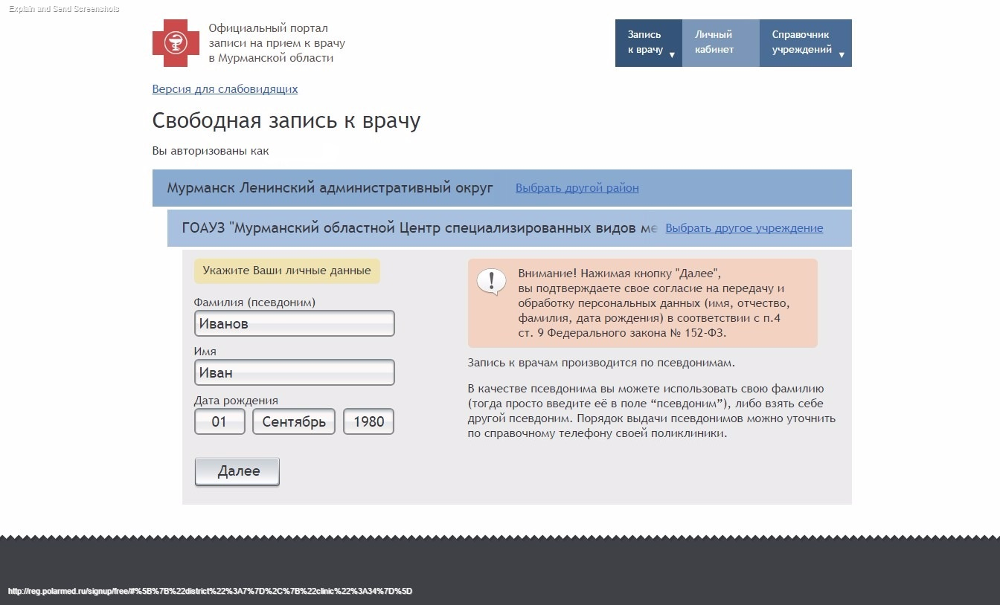 Explain and Send Screenshots
Официальный портал
записи на прием к врачу
в Мурманской области
Запись
к врачу ▼
Личный
кабинет
Справочник
учреждений ▼
Версия для слабовидящих
Свободная запись к врачу
Вы авторизованы как
Мурманск Ленинский административный округ Выбрать другой район
ГОАУЗ "Мурманский областной Центр специализированных видов ме Выбрать другое учреждение
Укажите Ваши личные данные
Фамилия (псевдоним)
Иванов
Имя
Иван
Дата рождения
01 Сентябрь 1980
Далее
Внимание! Нажимая кнопку "Далее",
вы подтверждаете свое согласие на передачу и
обработку персональных данных (имя, отчество,
фамилия, дата рождения) в соответствии с п.4
ст. 9 Федерального закона № 152-ФЗ.
Запись к врачам производится по псевдонимам.
В качестве псевдонима вы можете использовать свою фамилию
(тогда просто введите её в поле “псевдоним”), либо взять себе
другой псевдоним. Порядок выдачи псевдонимов можно уточнить
по справочному телефону своей поликлиники.
http://reg.polarmed.ru/signup/free/#%5B%7B%22district%22%3A7%7D%2C%7B%22clinic%22%3A34%7D%5D